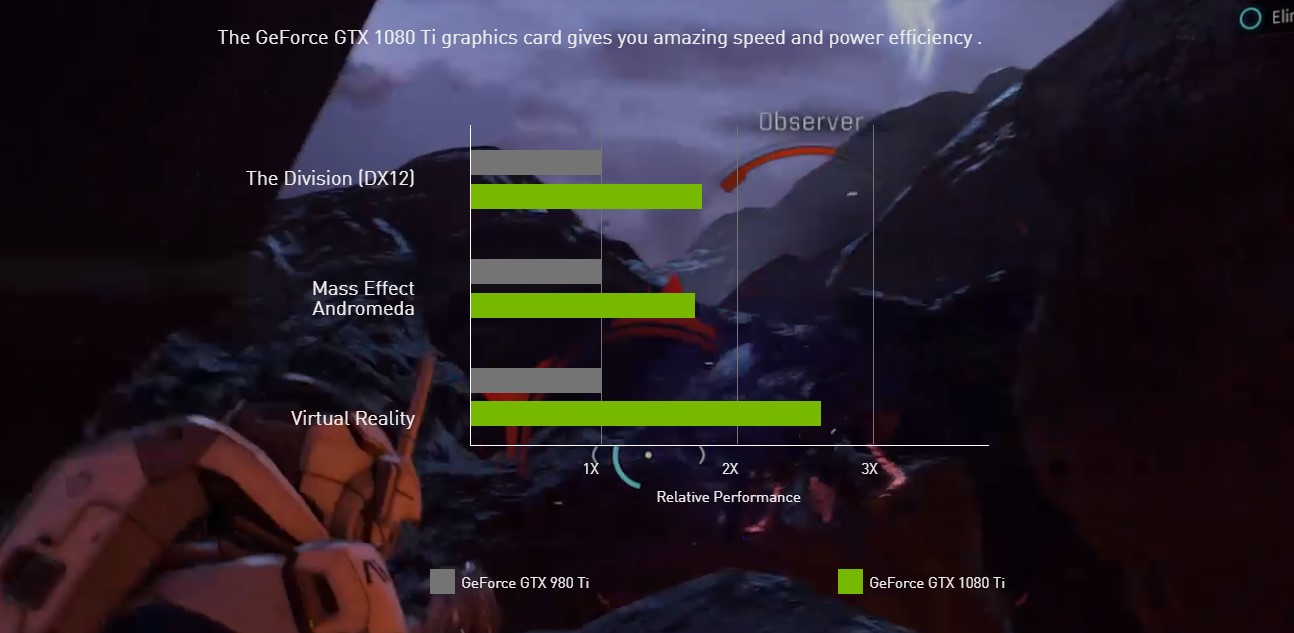 The GeForce GTX 1080 Ti graphics card gives you amazing speed and power efficiency .
Observer
The Division (DX12)
Mass Effect
Andromeda
Virtual Reality
1X
2X
3X
Relative Performance
GeForce GTX 980 Ti
GeForce GTX 1080 Ti